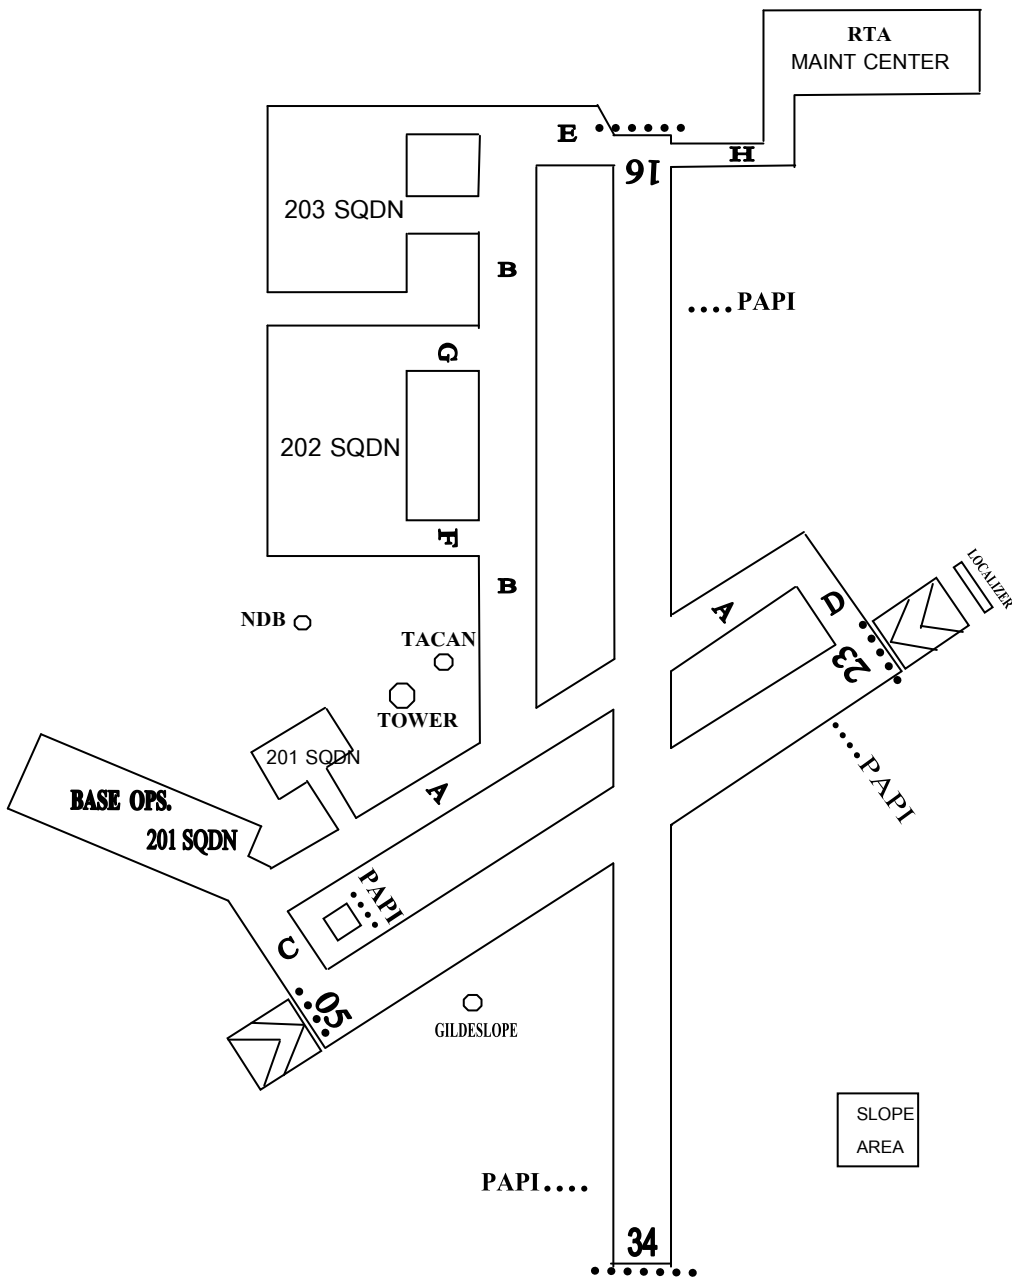 RTA
MAINT CENTER
E
H
16
203 SQDN
B
PAPI
G
202 SQDN
F
B
LOCALIZER
A
D
NDB
TACAN
23
TOWER
201 SQDN
PAPI
A
BASE OPS.
201 SQDN
PAPI
C
05
GILDESLOPE
SLOPE
AREA
PAPI
34